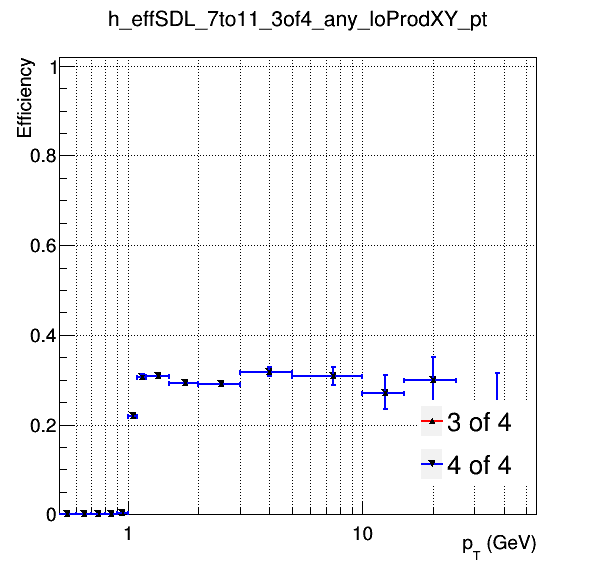 h_effSDL_7to11_3of4_any_loProdXY_pt
Efficiency
1
0.8
0.6
0.4
0.2
0
3 of 4
4 of 4
1
10
p_T (GeV)